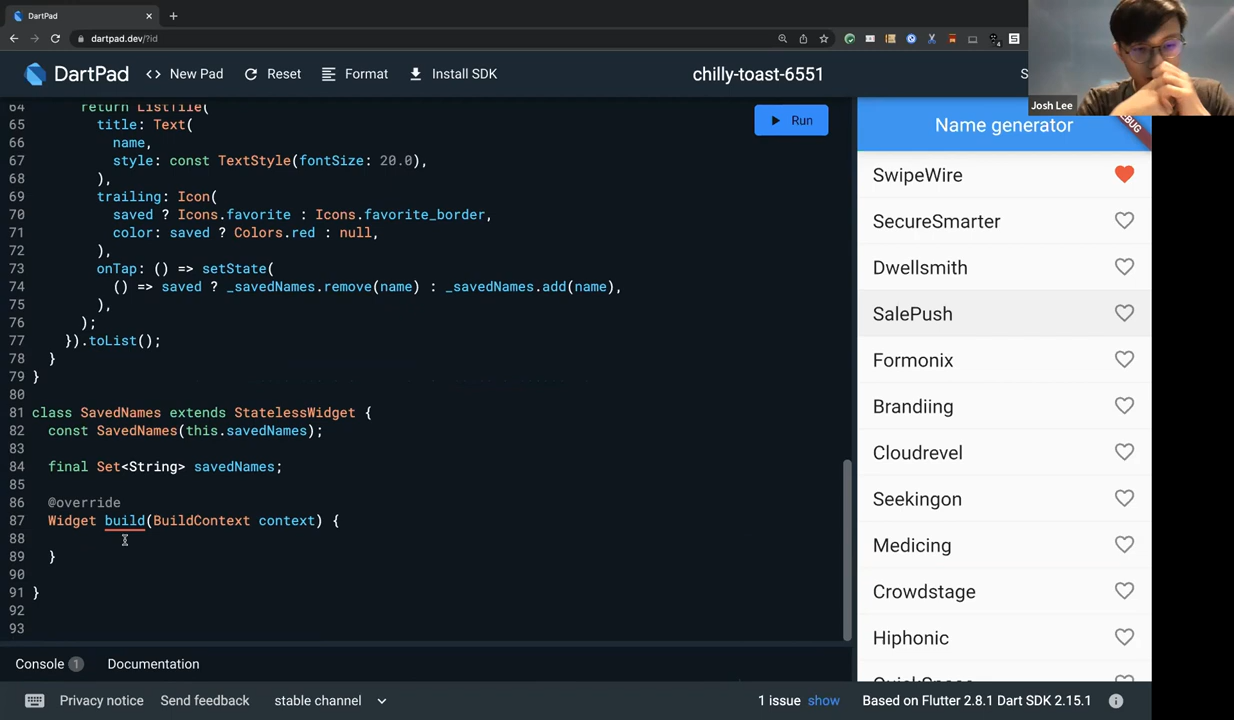 DartPad
dartpad.dev/?id
DartPad
<> New Pad
Reset
Format
Install SDK
chilly-toast-6551
S
Josh Lee
64 return ListTile(
65 title: Text(
66 name,
67 style: const TextStyle(fontSize: 20.0),
68 ),
69 trailing: Icon(
70 saved ? Icons.favorite : Icons.favorite_border,
71 color: saved ? Colors.red : null,
72 ),
73 onTap: () => setState(
74 () => saved ? _savedNames.remove(name) : _savedNames.add(name),
75 ),
76 );
77 }).toList();
78 }
79 }
80
81 class SavedNames extends StatelessWidget {
82 const SavedNames(this.savedNames);
83
84 final Set<String> savedNames;
85
86 @override
87 Widget build(BuildContext context) {
88
89 }
90
91 }
92
93
Run
Name generator
EBUG
SwipeWire
SecureSmarter
Dwellsmith
SalePush
Formonix
Brandiing
Cloudrevel
Seekingon
Medicing
Crowdstage
Hiphonic
QuickSpace
Console 1
Documentation
Privacy notice
Send feedback
stable channel
1 issue show
Based on Flutter 2.8.1 Dart SDK 2.15.1